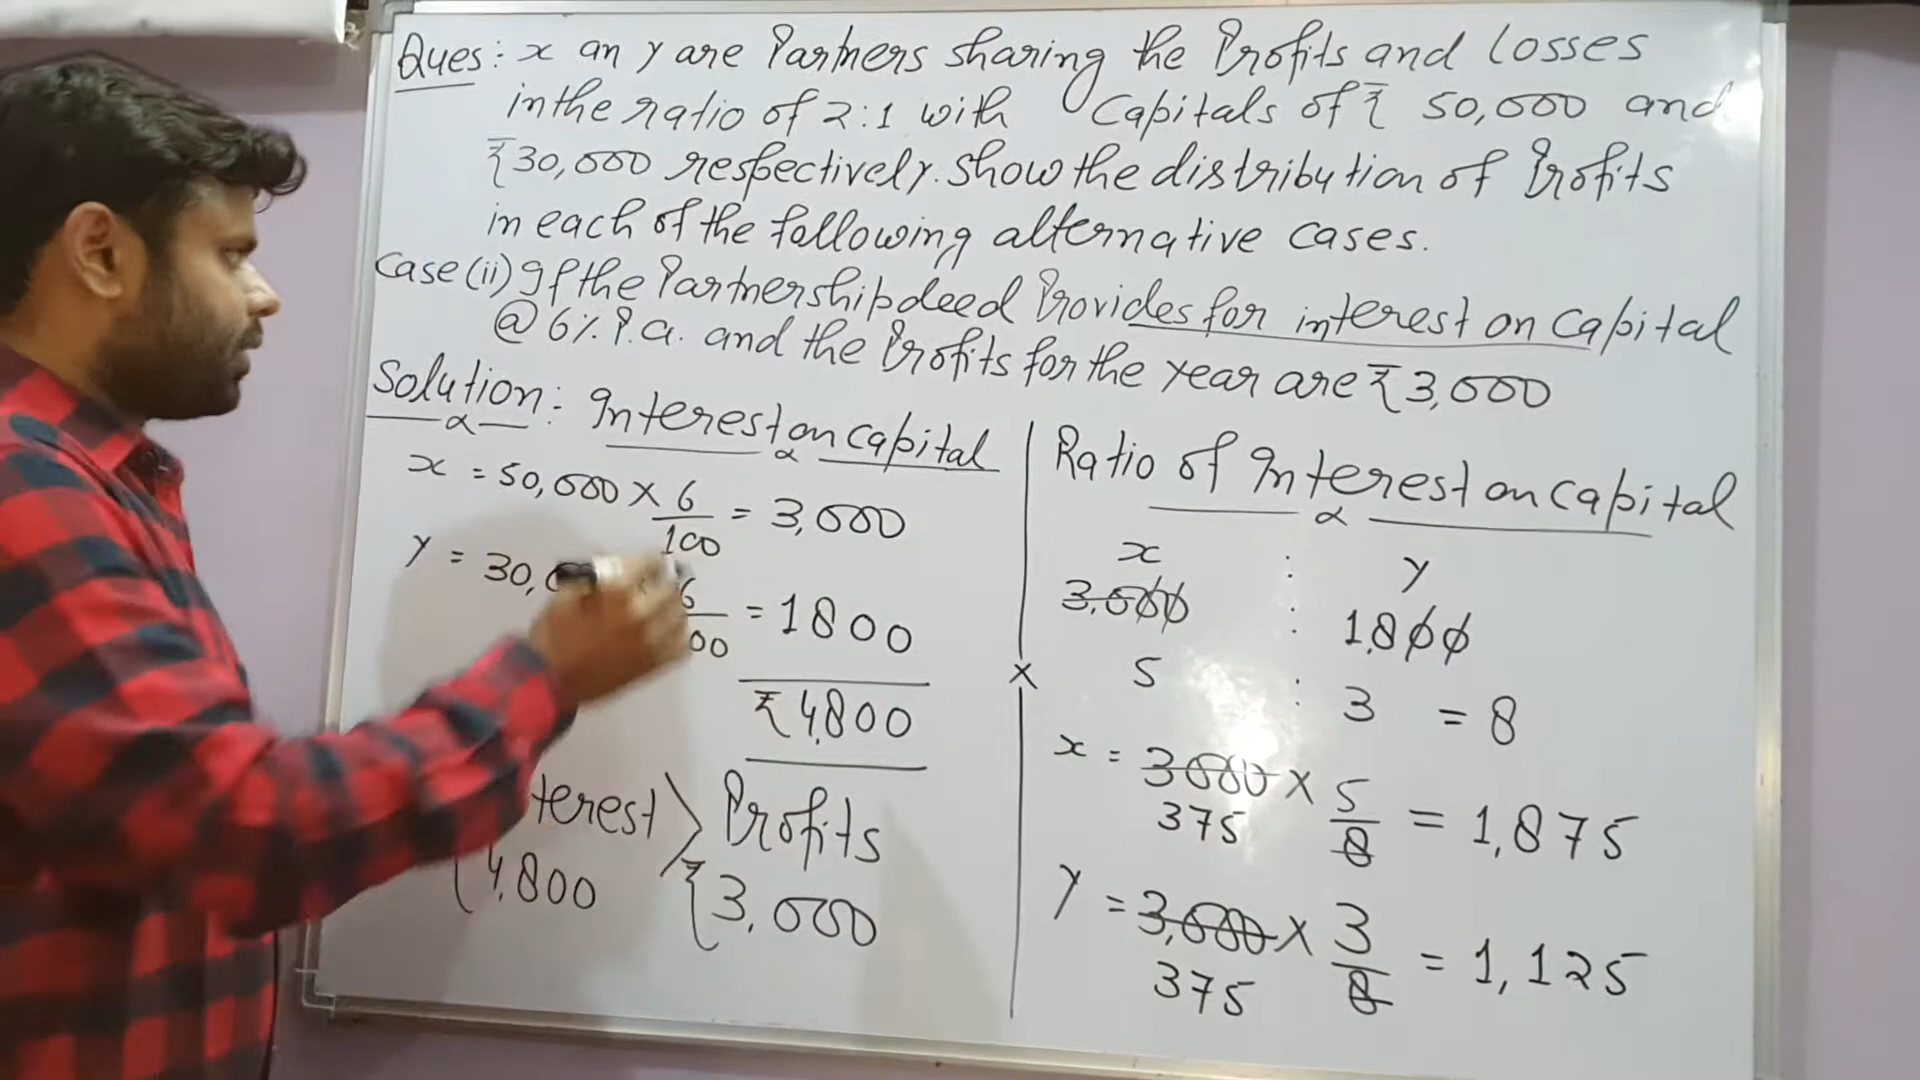 Ques: x an y are Partners sharing the Profits and losses
in the ratio of 2:1 with Capitals of ₹ 50,000 and
₹30,000 respectively. Show the distribution of Profits
in each of the following alternative cases.
Case (ii) If the Partnership deed Provides for interest on Capital
@ 6% P.a. and the Profits for the year are ₹3,000
Solution: Interest on capital
x = 50,000 × 6/100 = 3,000
y = 30, 6/ 00 = 1800
₹4,800
> Profits
4,800 ₹3,000
Ratio of Interest on capital
x : y
3,000 : 1,800
5 : 3 = 8
x = 3000 × 5/8 = 1,875
375
y = 3,000 × 3/8 = 1,125
375